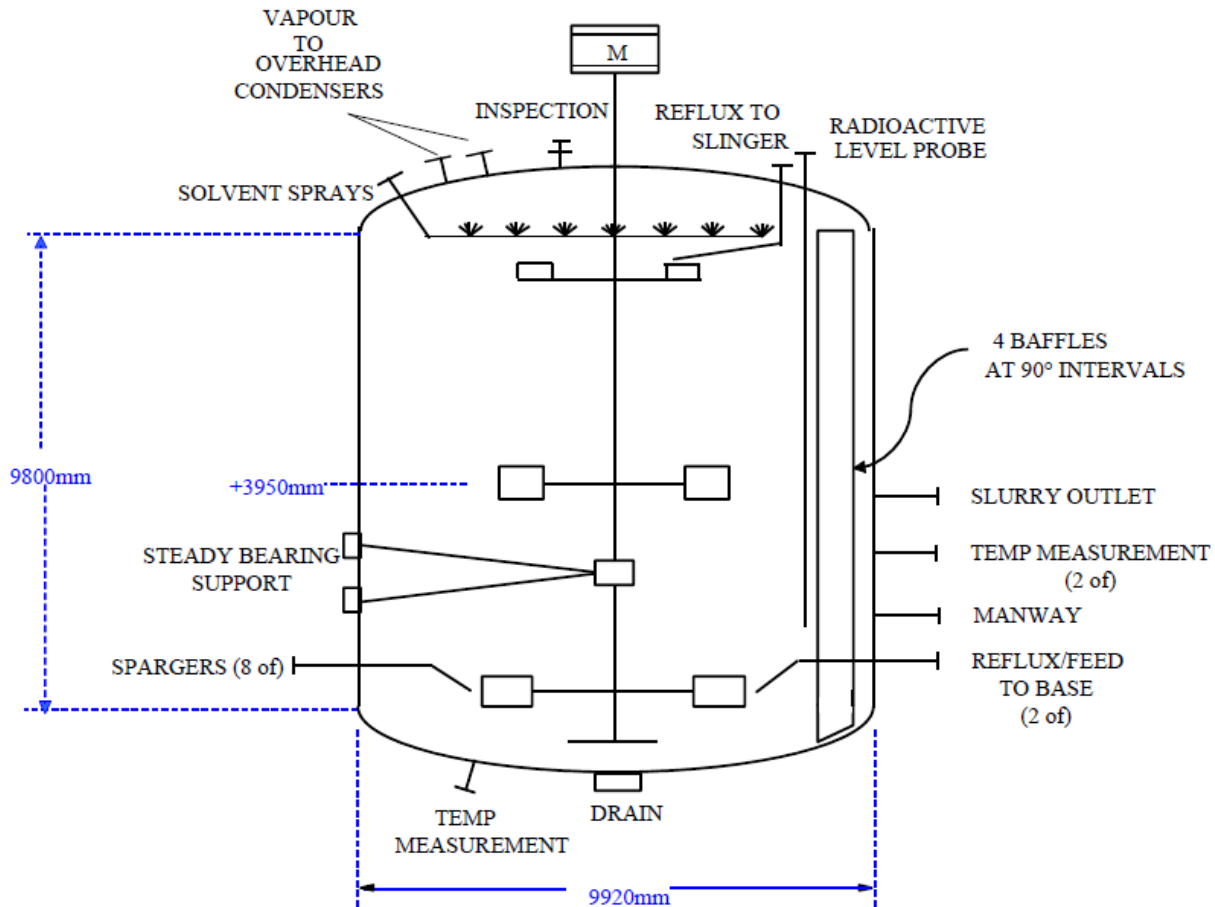 VAPOUR
TO
OVERHEAD
CONDENSERS
M
INSPECTION
REFLUX TO
SLINGER
RADIOACTIVE
LEVEL PROBE
SOLVENT SPRAYS
4 BAFFLES
AT 90° INTERVALS
9800mm
+3950mm
SLURRY OUTLET
STEADY BEARING
SUPPORT
TEMP MEASUREMENT
(2 of)
MANWAY
SPARGERS (8 of)
REFLUX/FEED
TO BASE
(2 of)
DRAIN
TEMP
MEASUREMENT
9920mm